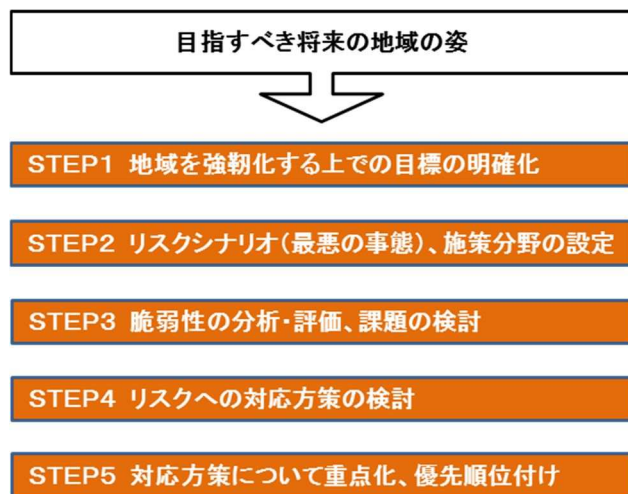 目指すべき将来の地域の姿
STEP1 地域を強靭化する上での目標の明確化
STEP2 リスクシナリオ(最悪の事態)、施策分野の設定
STEP3 脆弱性の分析・評価、課題の検討
STEP4 リスクへの対応方策の検討
STEP5 対応方策について重点化、優先順位付け